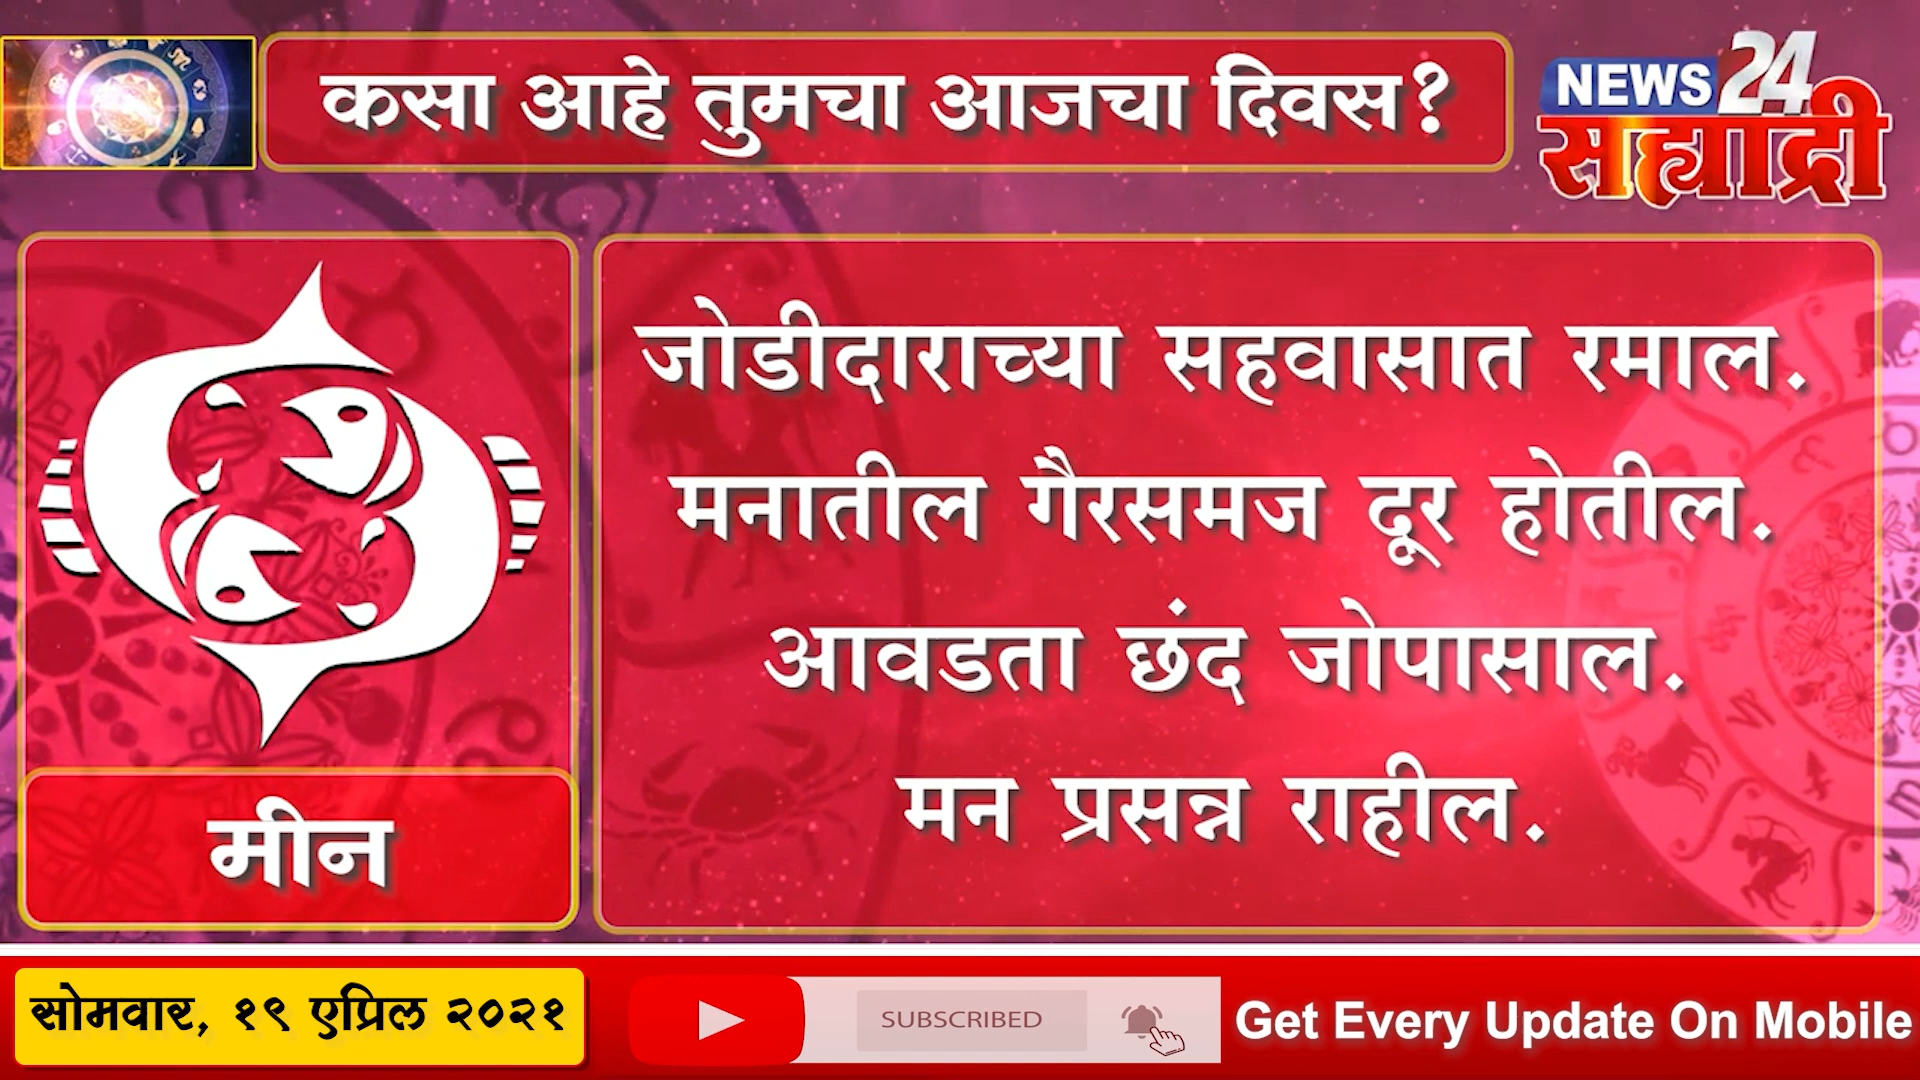 कसा आहे तुमचा आजचा दिवस?
NEWS 24
सह्याद्री
जोडीदाराच्या सहवासात रमाल.
मनातील गैरसमज दूर होतील.
आवडता छंद जोपासाल.
मन प्रसन्न राहील.
मीन
सोमवार, १९ एप्रिल २०२१
SUBSCRIBED
Get Every Update On Mobile